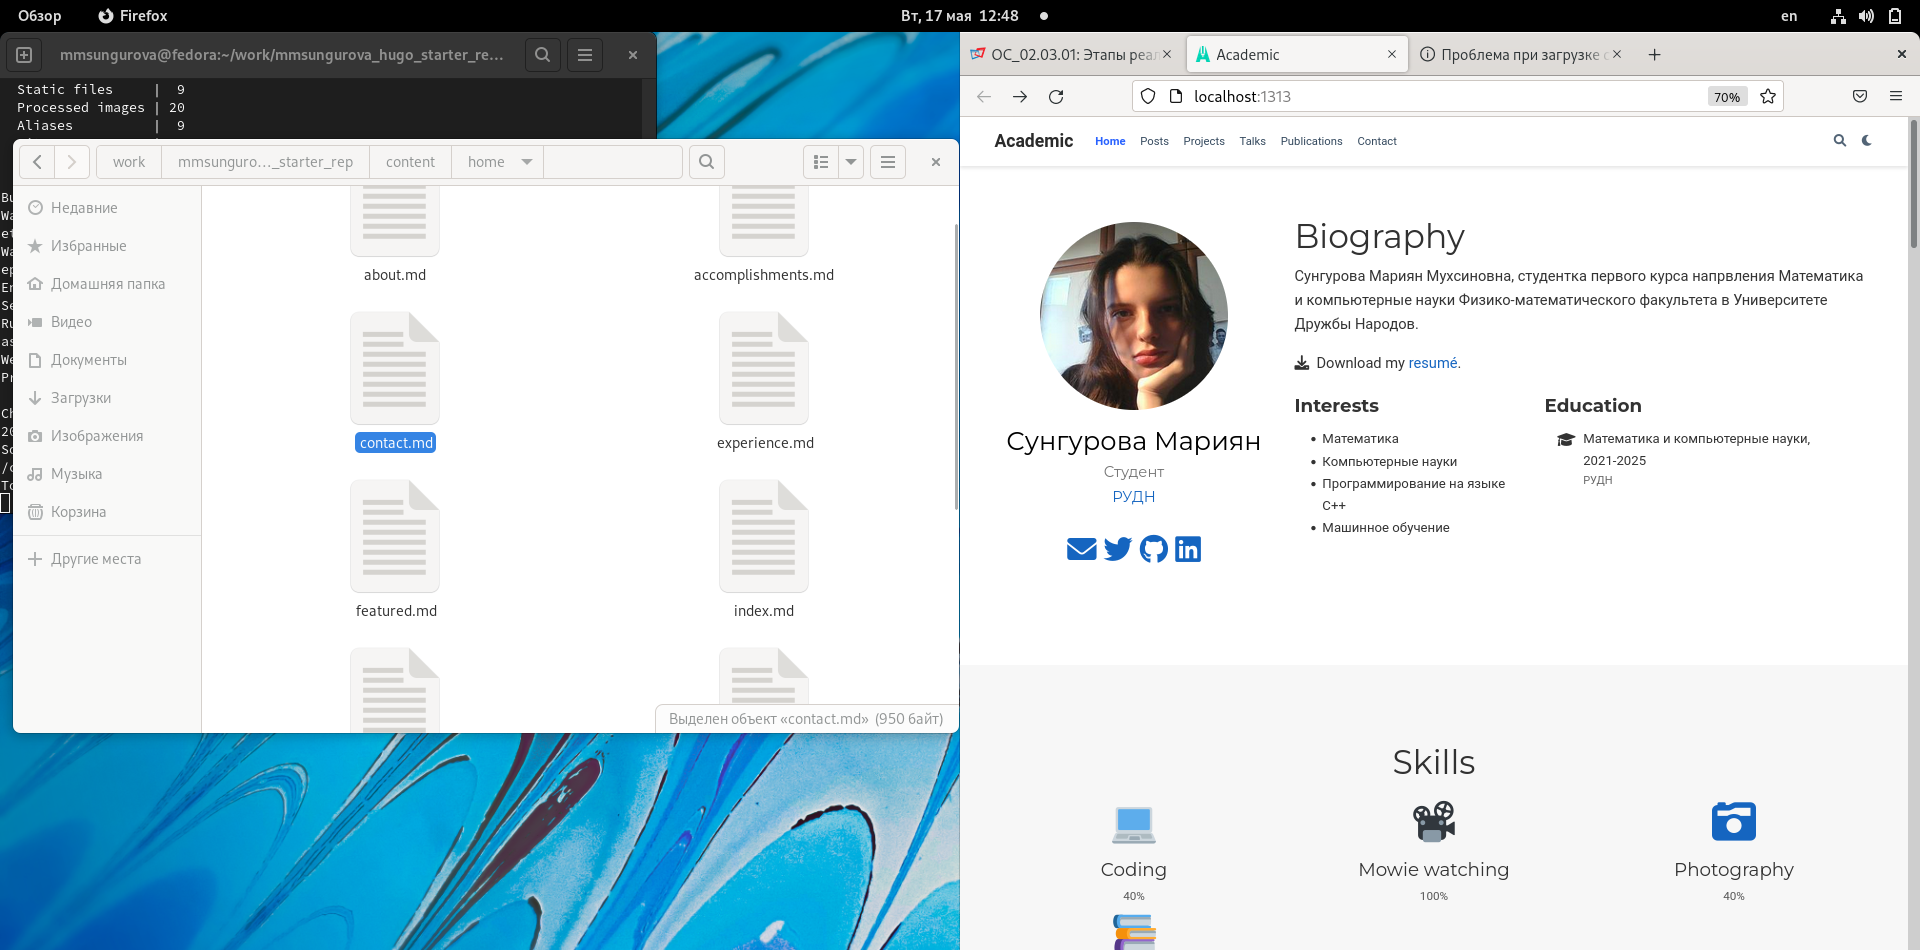 Обзор
Firefox
Вт, 17 мая 12:48
en
mmsungurova@fedora:~/work/mmsungurova_hugo_starter_re...
Static files | 9
Processed images | 20
Aliases | 9
work
mmsunguro..._starter_rep
content
home
Недавние
Избранные
Домашняя папка
Видео
Документы
Загрузки
Изображения
Музыка
Корзина
Другие места
about.md
accomplishments.md
contact.md
experience.md
featured.md
index.md
Выделен объект «contact.md» (950 байт)
ОС_02.03.01: Этапы реал
Academic
Проблема при загрузке с
localhost:1313
70%
Academic
Home
Posts
Projects
Talks
Publications
Contact
Сунгурова Мариян
Студент
РУДН
Biography
Сунгурова Мариян Мухсиновна, студентка первого курса напрвления Математика
и компьютерные науки Физико-математического факультета в Университете
Дружбы Народов.
Download my resumé.
Interests
Математика
Компьютерные науки
Программирование на языке
C++
Машинное обучение
Education
Математика и компьютерные науки,
2021-2025
РУДН
Skills
Coding
40%
Mowie watching
100%
Photography
40%